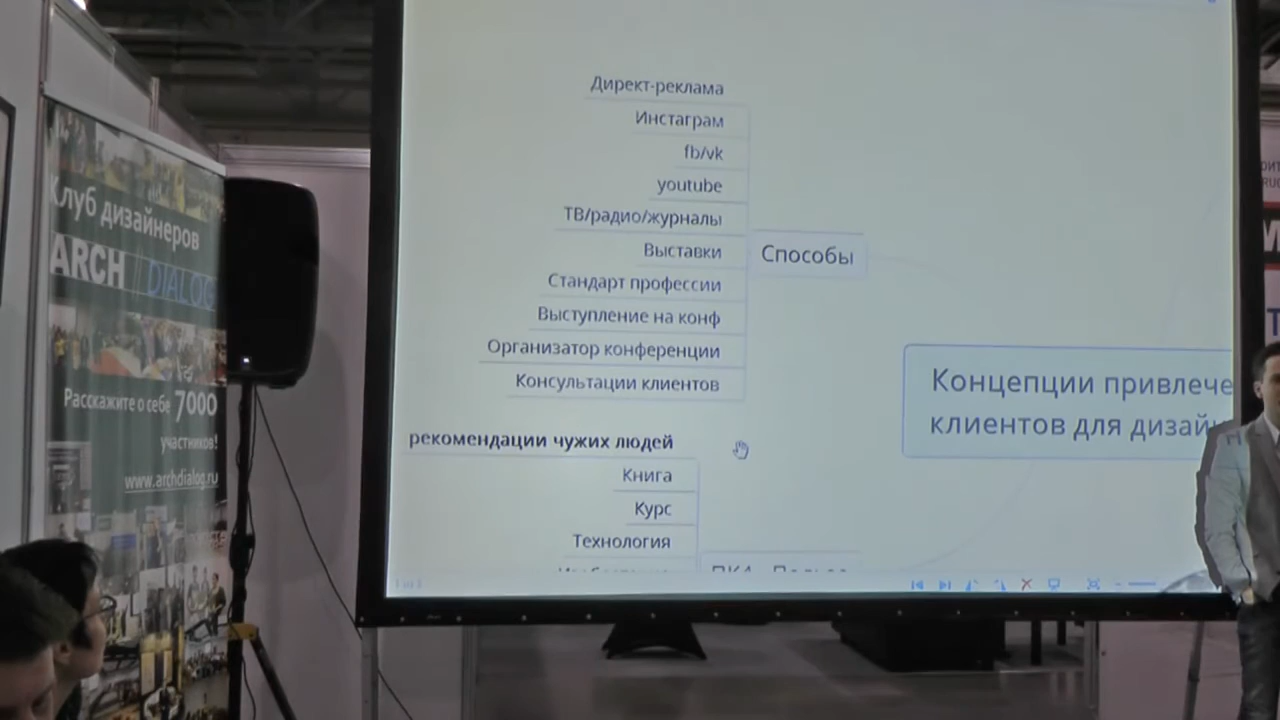 Клуб дизайнеров
ARCH DIALOG
Расскажите о себе 7000
участников!
www.archdialog.ru
Директ-реклама
Инстаграм
fb/vk
youtube
ТВ/радио/журналы
Выставки
Стандарт профессии
Выступление на конф
Организатор конференции
Консультации клиентов
Способы
Концепции привлече
клиентов для дизай
рекомендации чужих людей
Книга
Курс
Технология